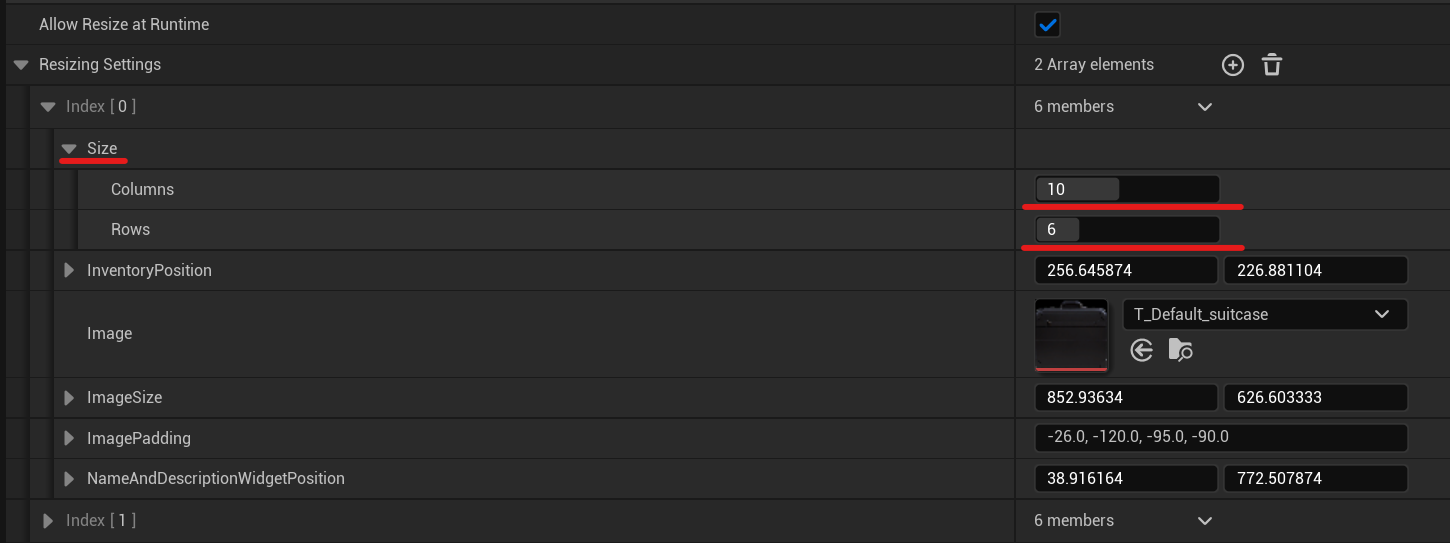 Allow Resize at Runtime
Resizing Settings 2 Array elements
Index [ 0 ] 6 members
Size
Columns 10
Rows 6
InventoryPosition 256.645874 226.881104
Image T_Default_suitcase
ImageSize 852.93634 626.603333
ImagePadding -26.0, -120.0, -95.0, -90.0
NameAndDescriptionWidgetPosition 38.916164 772.507874
Index [ 1 ] 6 members